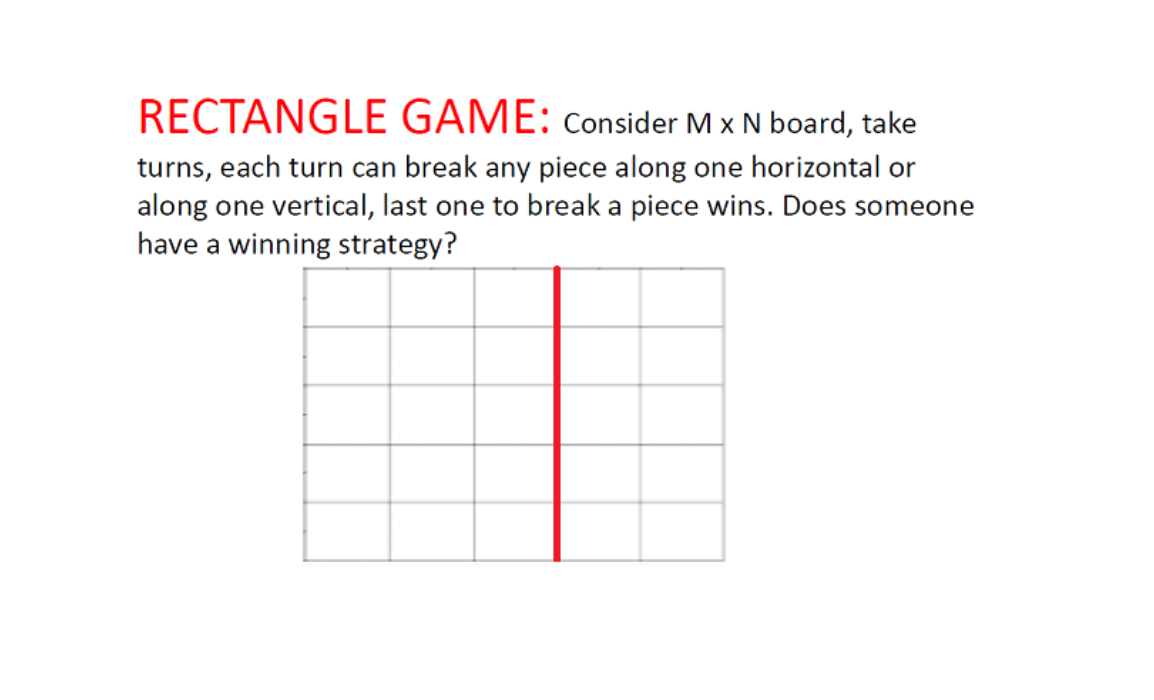 RECTANGLE GAME: Consider M x N board, take
turns, each turn can break any piece along one horizontal or
along one vertical, last one to break a piece wins. Does someone
have a winning strategy?